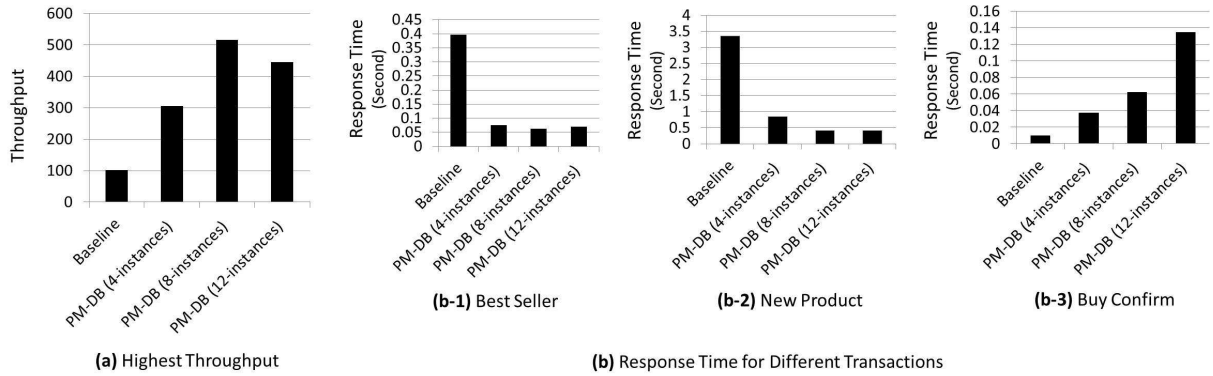 Throughput
600
500
400
300
200
100
0
Baseline
PM-DB (4-instances)
PM-DB (8-instances)
PM-DB (12-instances)
(a) Highest Throughput
Response Time
(Second)
0.45
0.4
0.35
0.3
0.25
0.2
0.15
0.1
0.05
0
Baseline
PM-DB (4-instances)
PM-DB (8-instances)
PM-DB (12-instances)
(b-1) Best Seller
Response Time
(Second)
4
3.5
3
2.5
2
1.5
1
0.5
0
Baseline
PM-DB (4-instances)
PM-DB (8-instances)
PM-DB (12-instances)
(b-2) New Product
Response Time
(Second)
0.16
0.14
0.12
0.1
0.08
0.06
0.04
0.02
0
Baseline
PM-DB (4-instances)
PM-DB (8-instances)
PM-DB (12-instances)
(b-3) Buy Confirm
(b) Response Time for Different Transactions